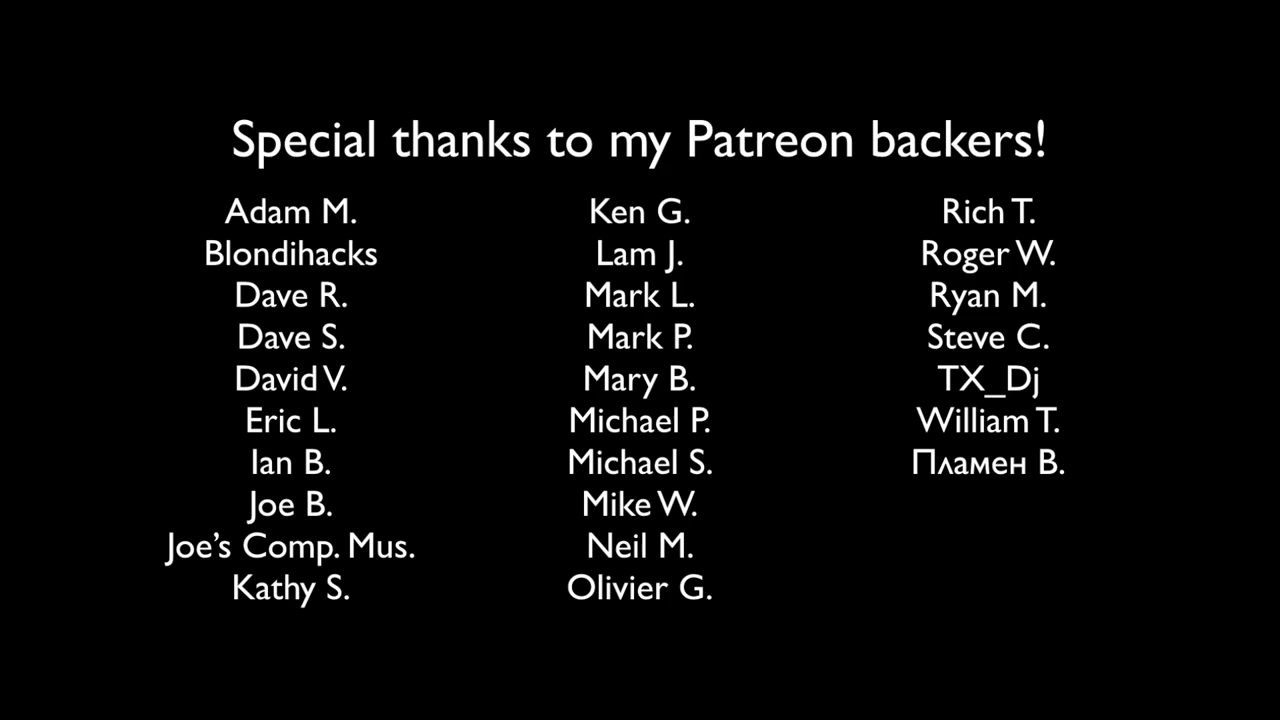 Special thanks to my Patreon backers!
Adam M.
Blondihacks
Dave R.
Dave S.
David V.
Eric L.
Ian B.
Joe B.
Joe’s Comp. Mus.
Kathy S.
Ken G.
Lam J.
Mark L.
Mark P.
Mary B.
Michael P.
Michael S.
Mike W.
Neil M.
Olivier G.
Rich T.
Roger W.
Ryan M.
Steve C.
TX_Dj
William T.
Пламен В.